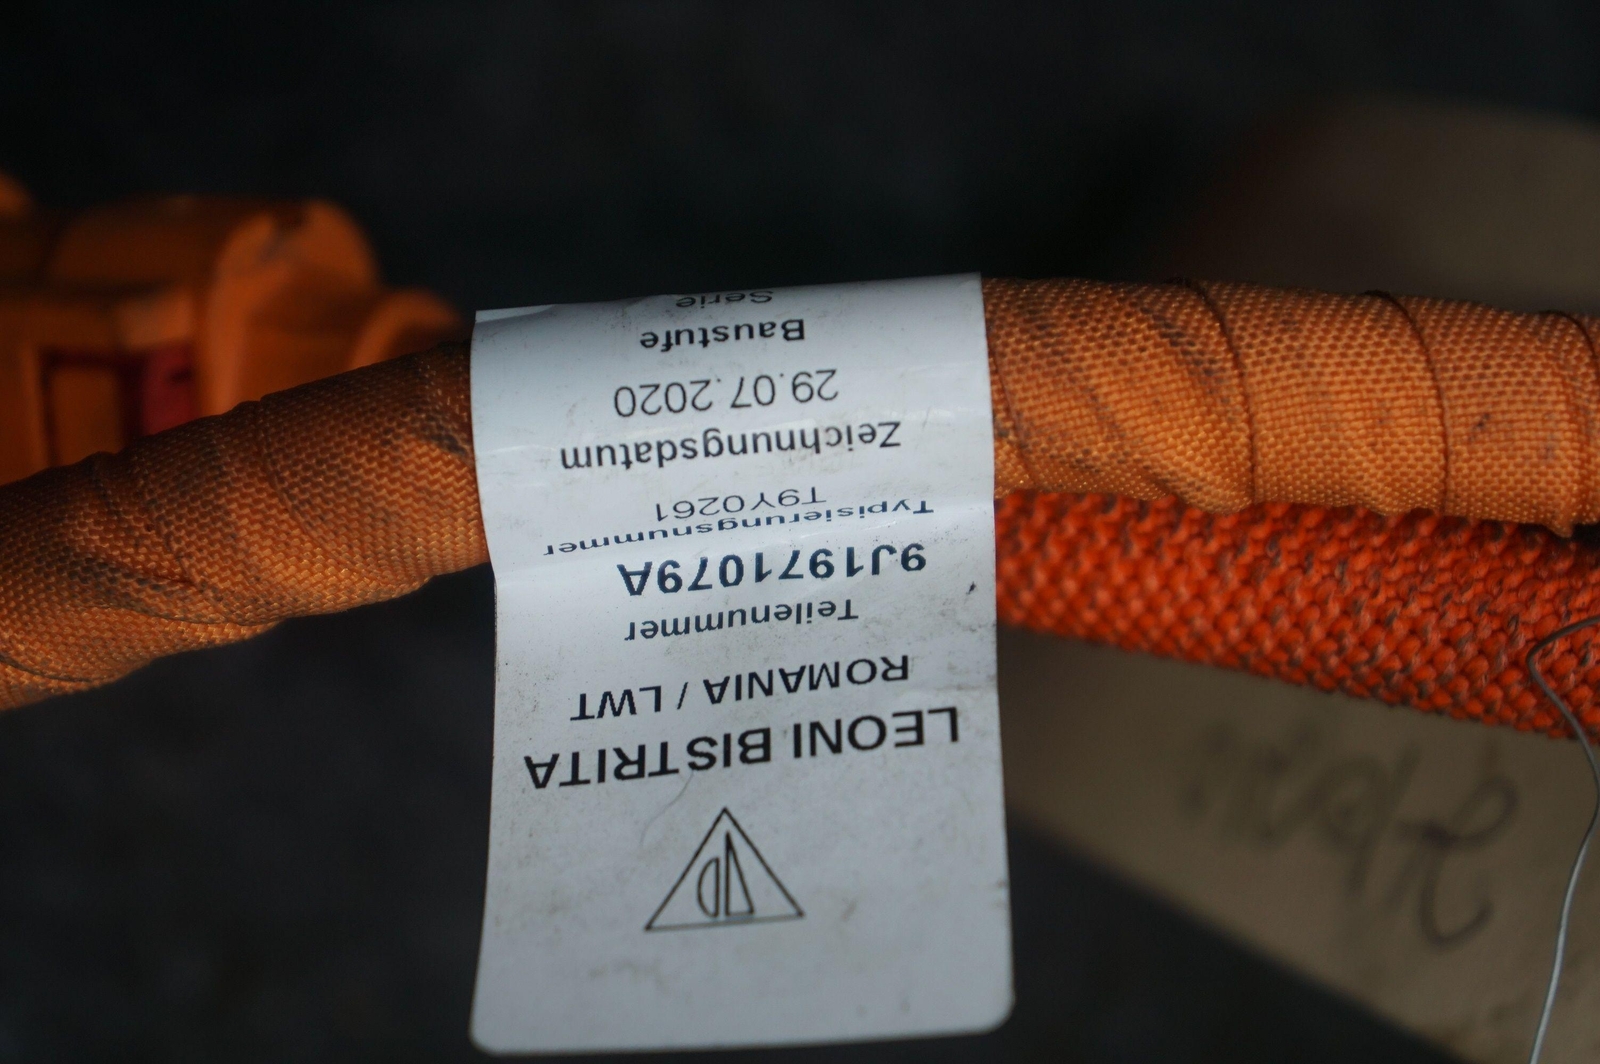 LEONI BISTRITA
ROMANIA / LWT
Teilenummer
9J1971079A
Typisierungsnummer
T9Y0261
Zeichnungsdatum
29.07.2020
Baustufe
Serie